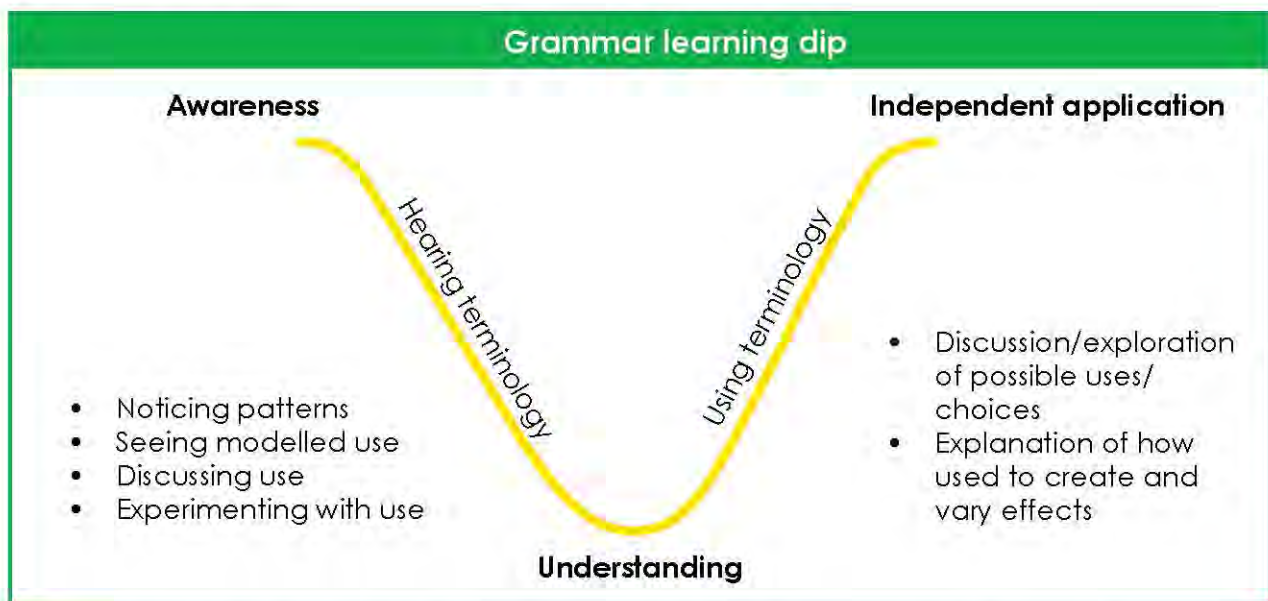 Grammar learning dip
Awareness
Independent application
Hearing terminology
Using terminology
• Noticing patterns
• Seeing modelled use
• Discussing use
• Experimenting with use
• Discussion/exploration
of possible uses/
choices
• Explanation of how
used to create and
vary effects
Understanding